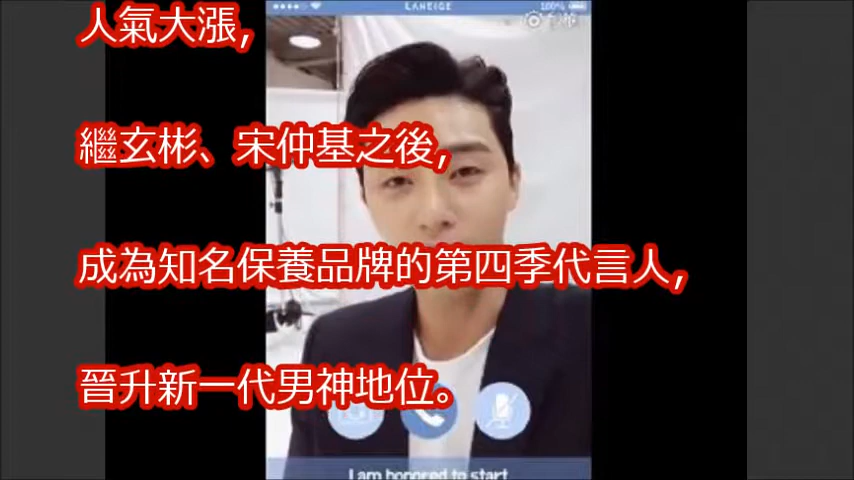 LANEIGE
100%
人氣大漲，
繼玄彬、宋仲基之後，
成為知名保養品牌的第四季代言人，
晉升新一代男神地位。
I am honored to start